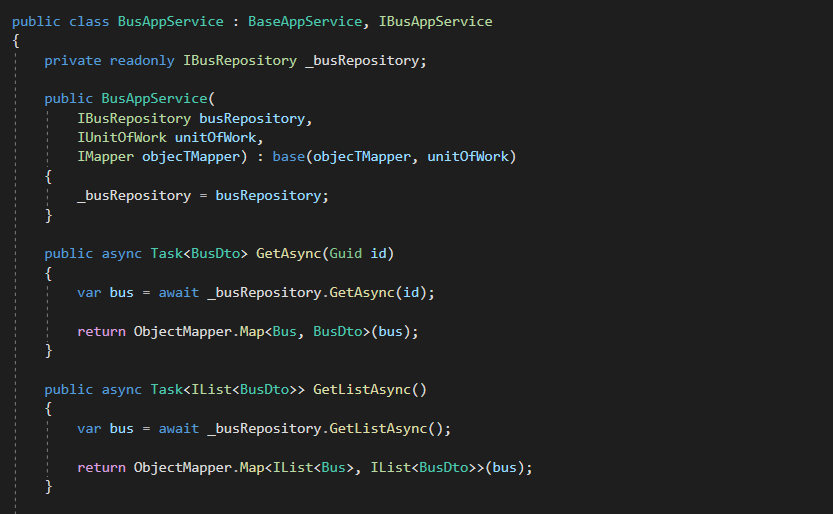 public class BusAppService : BaseAppService, IBusAppService
{
    private readonly IBusRepository _busRepository;
    public BusAppService(
        IBusRepository busRepository,
        IUnitOfWork unitOfWork,
        IMapper objecTMapper) : base(objecTMapper, unitOfWork)
    {
        _busRepository = busRepository;
    }
    public async Task<BusDto> GetAsync(Guid id)
    {
        var bus = await _busRepository.GetAsync(id);
        return ObjectMapper.Map<Bus, BusDto>(bus);
    }
    public async Task<IList<BusDto>> GetListAsync()
    {
        var bus = await _busRepository.GetListAsync();
        return ObjectMapper.Map<IList<Bus>, IList<BusDto>>(bus);
    }